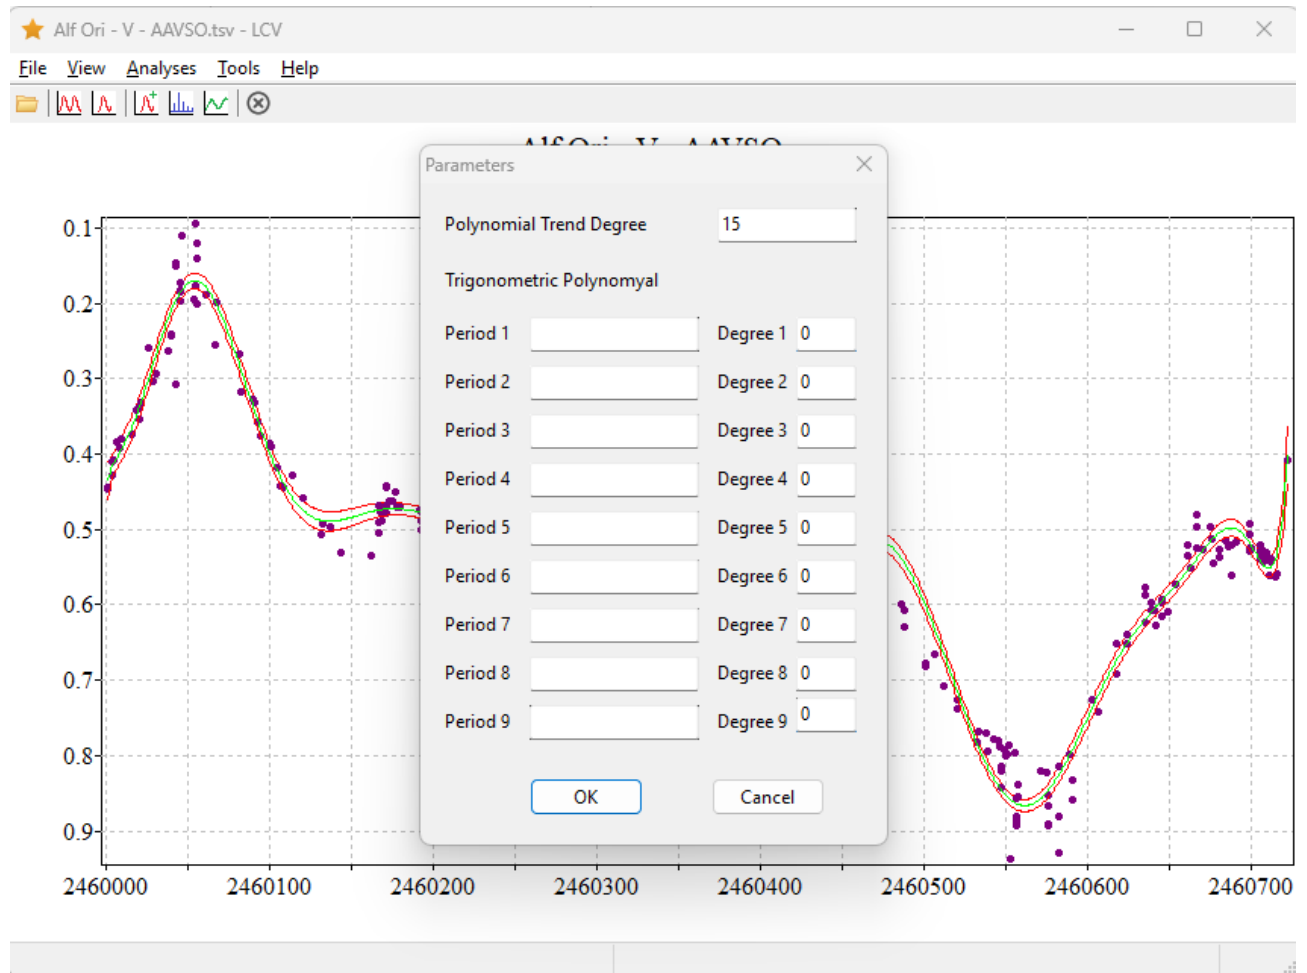 Alf Ori - V - AAVSO.tsv - LCV
File View Analyses Tools Help
Alf Ori - V - AAVSO
Parameters
Polynomial Trend Degree 15
Trigonometric Polynomyal
Period 1 Degree 1 0
Period 2 Degree 2 0
Period 3 Degree 3 0
Period 4 Degree 4 0
Period 5 Degree 5 0
Period 6 Degree 6 0
Period 7 Degree 7 0
Period 8 Degree 8 0
Period 9 Degree 9 0
OK Cancel
0.1
0.2
0.3
0.4
0.5
0.6
0.7
0.8
0.9
2460000 2460100 2460200 2460300 2460400 2460500 2460600 2460700